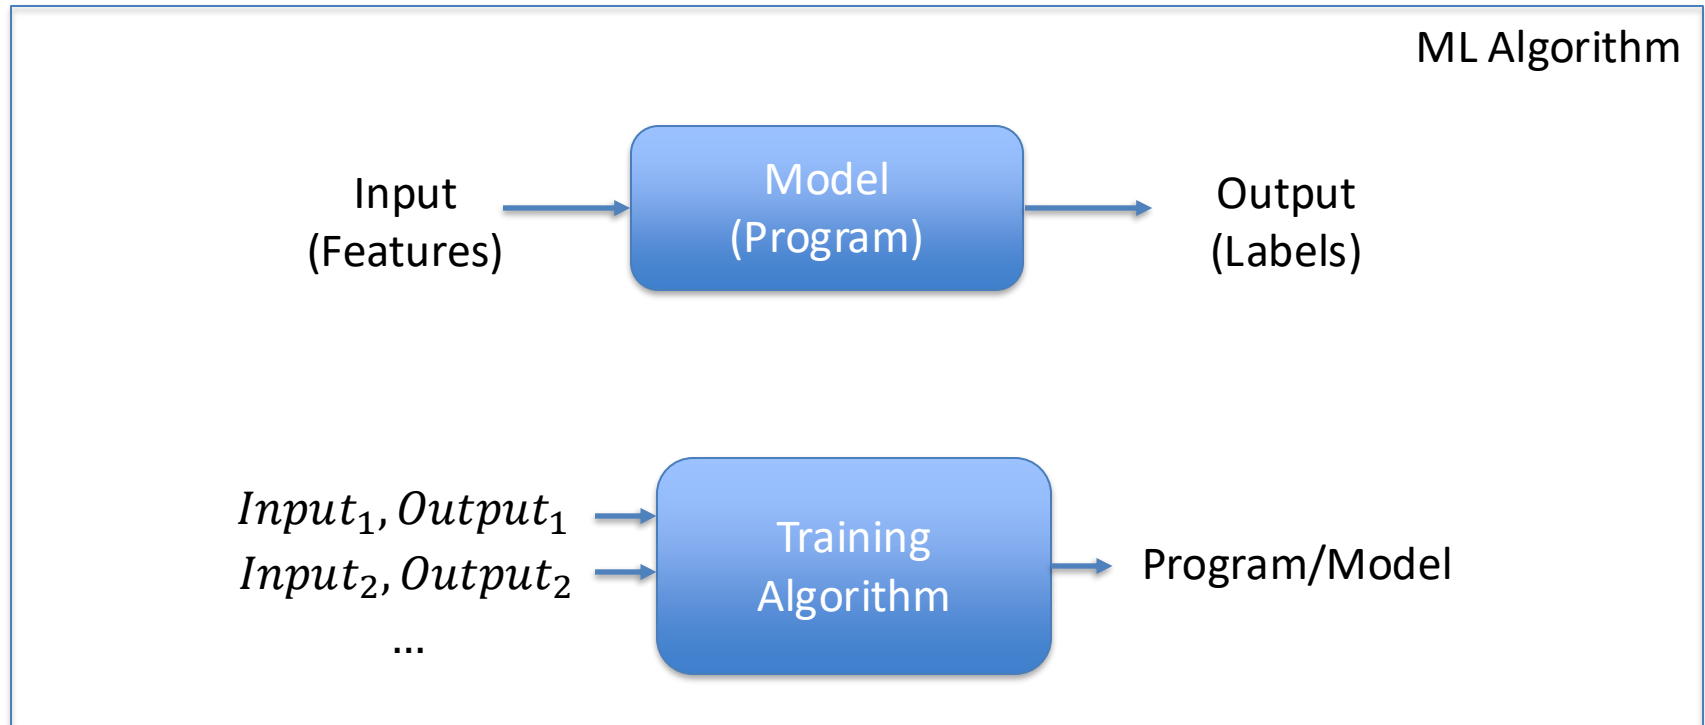 ML Algorithm
Input
(Features)
Model
(Program)
Output
(Labels)
Input₁, Output₁
Input₂, Output₂
...
Training
Algorithm
Program/Model